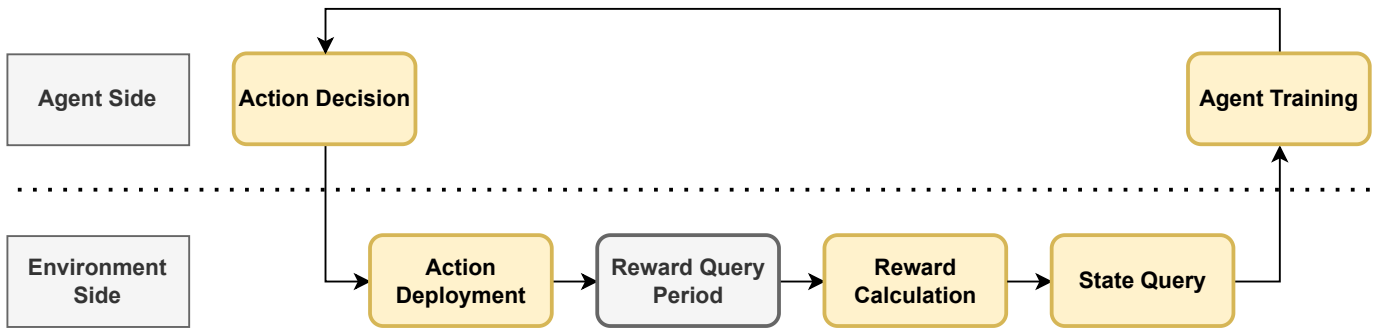 Agent Side
Action Decision
Agent Training
Environment
Side
Action
Deployment
Reward Query
Period
Reward
Calculation
State Query